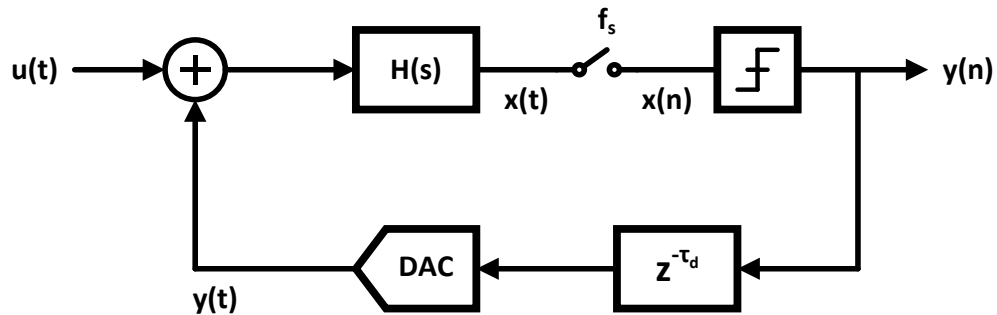 f_s
u(t)
+
H(s)
x(t)
x(n)
y(n)
DAC
z^{-τ_d}
y(t)